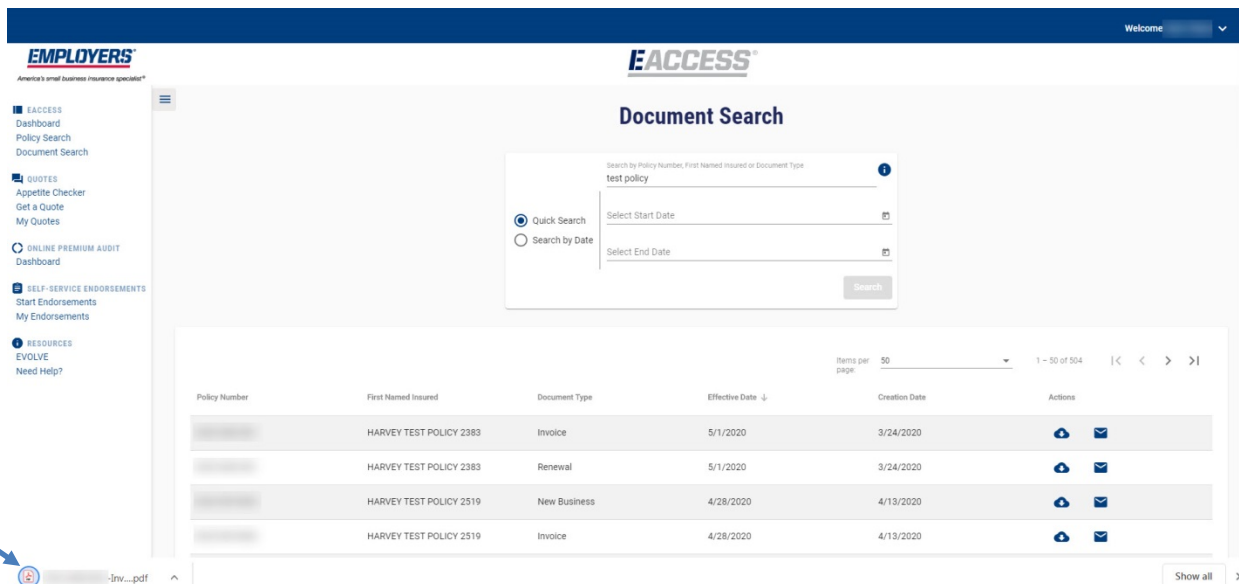 Welcome
EMPLOYERS®
America's small business insurance specialist®
EACCESS®
EACCESS
Dashboard
Policy Search
Document Search
QUOTES
Appetite Checker
Get a Quote
My Quotes
ONLINE PREMIUM AUDIT
Dashboard
SELF-SERVICE ENDORSEMENTS
Start Endorsements
My Endorsements
RESOURCES
EVOLVE
Need Help?
Document Search
Search by Policy Number, First Named Insured or Document Type
test policy
Quick Search
Search by Date
Select Start Date
Select End Date
Search
Items per page: 50
1 – 50 of 504
Policy Number First Named Insured Document Type Effective Date ↓ Creation Date Actions
HARVEY TEST POLICY 2383 Invoice 5/1/2020 3/24/2020
HARVEY TEST POLICY 2383 Renewal 5/1/2020 3/24/2020
HARVEY TEST POLICY 2519 New Business 4/28/2020 4/13/2020
HARVEY TEST POLICY 2519 Invoice 4/28/2020 4/13/2020
-Inv....pdf
Show all